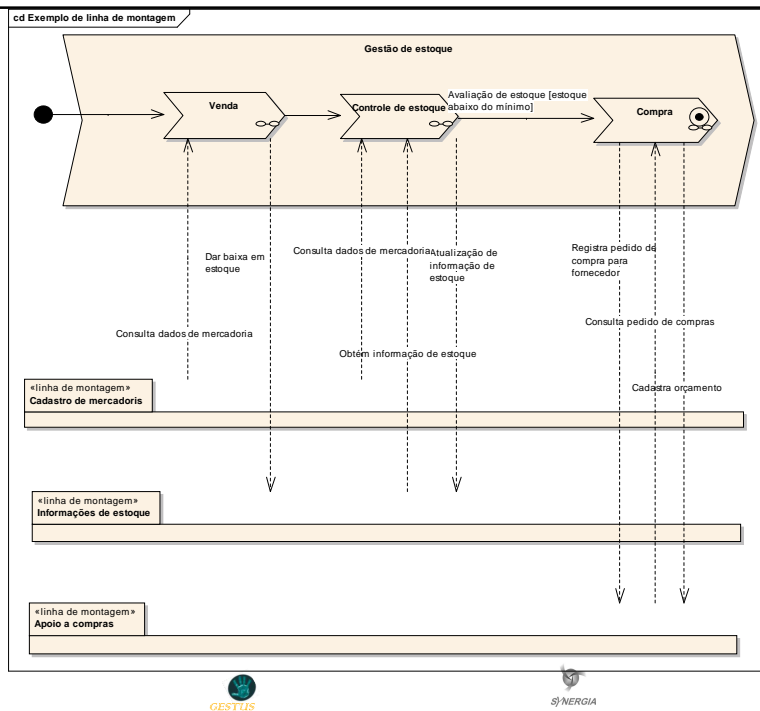 cd Exemplo de linha de montagem
Gestão de estoque
Venda
Controle de estoque
Avaliação de estoque [estoque
abaixo do mínimo]
Compra
Dar baixa em
estoque
Consulta dados de mercadoria
Atualização de
informação de
estoque
Registra pedido de
compra para
fornecedor
Consulta dados de mercadoria
Obtém informação de estoque
Consulta pedido de compras
Cadastra orçamento
«linha de montagem»
Cadastro de mercadoris
«linha de montagem»
Informações de estoque
«linha de montagem»
Apoio a compras
GESTUS
SYNERGIA